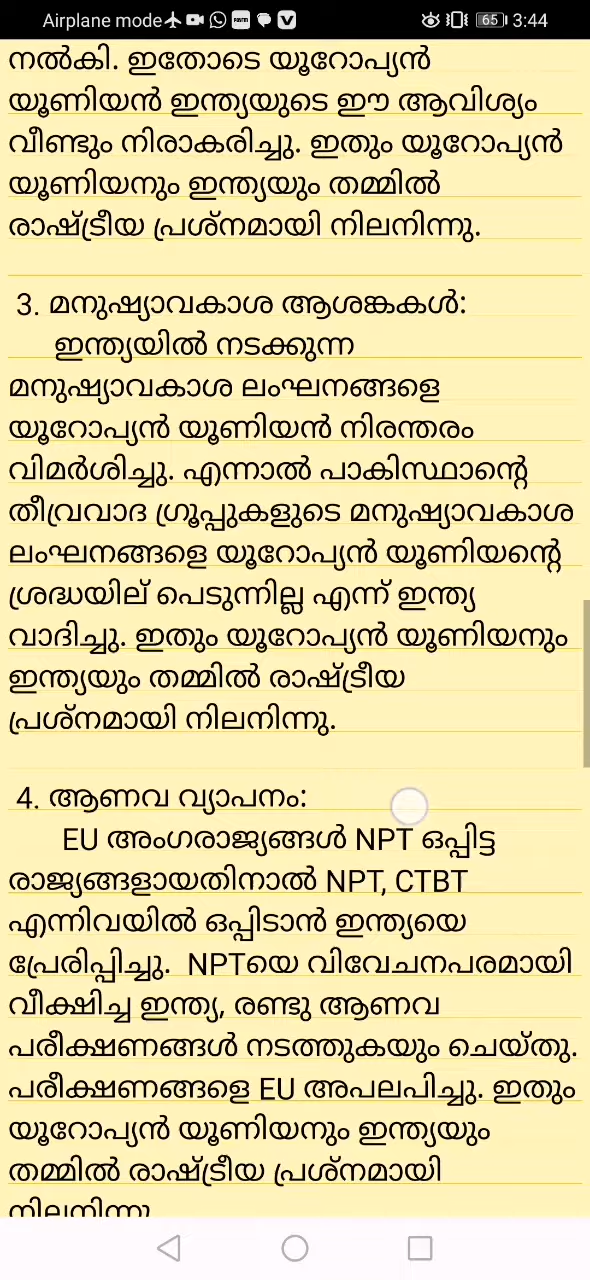 Airplane mode 65 3:44
നൽകി. ഇതോടെ യൂറോപ്യൻ
യൂണിയൻ ഇന്ത്യയുടെ ഈ ആവിശ്യം
വീണ്ടും നിരാകരിച്ചു. ഇതും യൂറോപ്യൻ
യൂണിയനും ഇന്ത്യയും തമ്മിൽ
രാഷ്ട്രീയ പ്രശ്നമായി നിലനിന്നു.
3. മനുഷ്യാവകാശ ആശങ്കകൾ:
ഇന്ത്യയിൽ നടക്കുന്ന
മനുഷ്യാവകാശ ലംഘനങ്ങളെ
യൂറോപ്യൻ യൂണിയൻ നിരന്തരം
വിമർശിച്ചു. എന്നാൽ പാകിസ്ഥാന്റെ
തീവ്രവാദ ഗ്രൂപ്പുകളുടെ മനുഷ്യാവകാശ
ലംഘനങ്ങളെ യൂറോപ്യൻ യൂണിയന്റെ
ശ്രദ്ധയില് പെടുന്നില്ല എന്ന് ഇന്ത്യ
വാദിച്ചു. ഇതും യൂറോപ്യൻ യൂണിയനും
ഇന്ത്യയും തമ്മിൽ രാഷ്ട്രീയ
പ്രശ്നമായി നിലനിന്നു.
4. ആണവ വ്യാപനം:
EU അംഗരാജ്യങ്ങൾ NPT ഒപ്പിട്ട
രാജ്യങ്ങളായതിനാൽ NPT, CTBT
എന്നിവയിൽ ഒപ്പിടാൻ ഇന്ത്യയെ
പ്രേരിപ്പിച്ചു. NPTയെ വിവേചനപരമായി
വീക്ഷിച്ച ഇന്ത്യ, രണ്ടു ആണവ
പരീക്ഷണങ്ങൾ നടത്തുകയും ചെയ്തു.
പരീക്ഷണങ്ങളെ EU അപലപിച്ചു. ഇതും
യൂറോപ്യൻ യൂണിയനും ഇന്ത്യയും
തമ്മിൽ രാഷ്ട്രീയ പ്രശ്നമായി
നിലനിന്നു